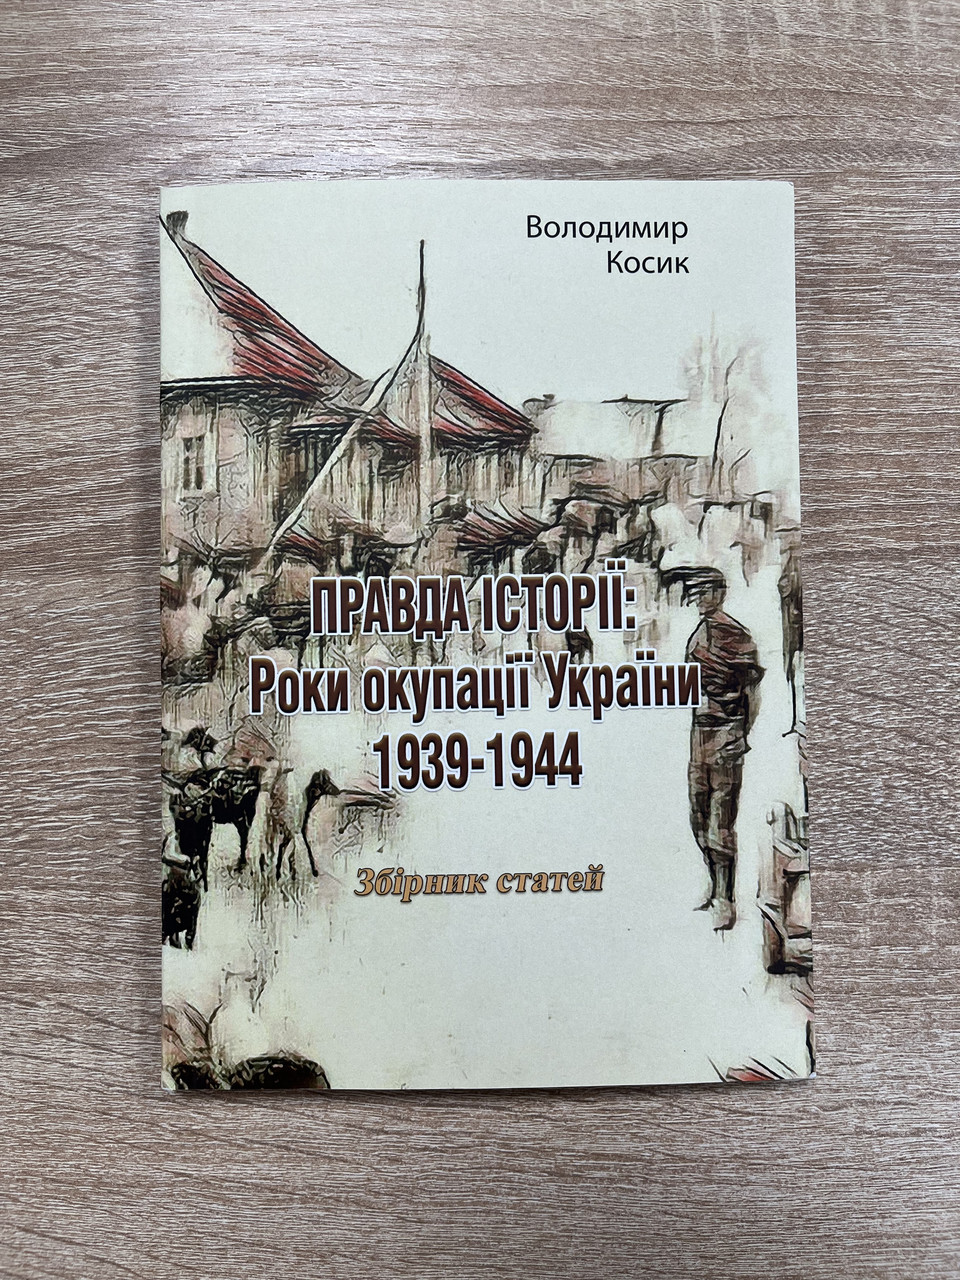 Володимир
Косик
ПРАВДА ІСТОРІЇ:
Роки окупації України
1939-1944
Збірник статей